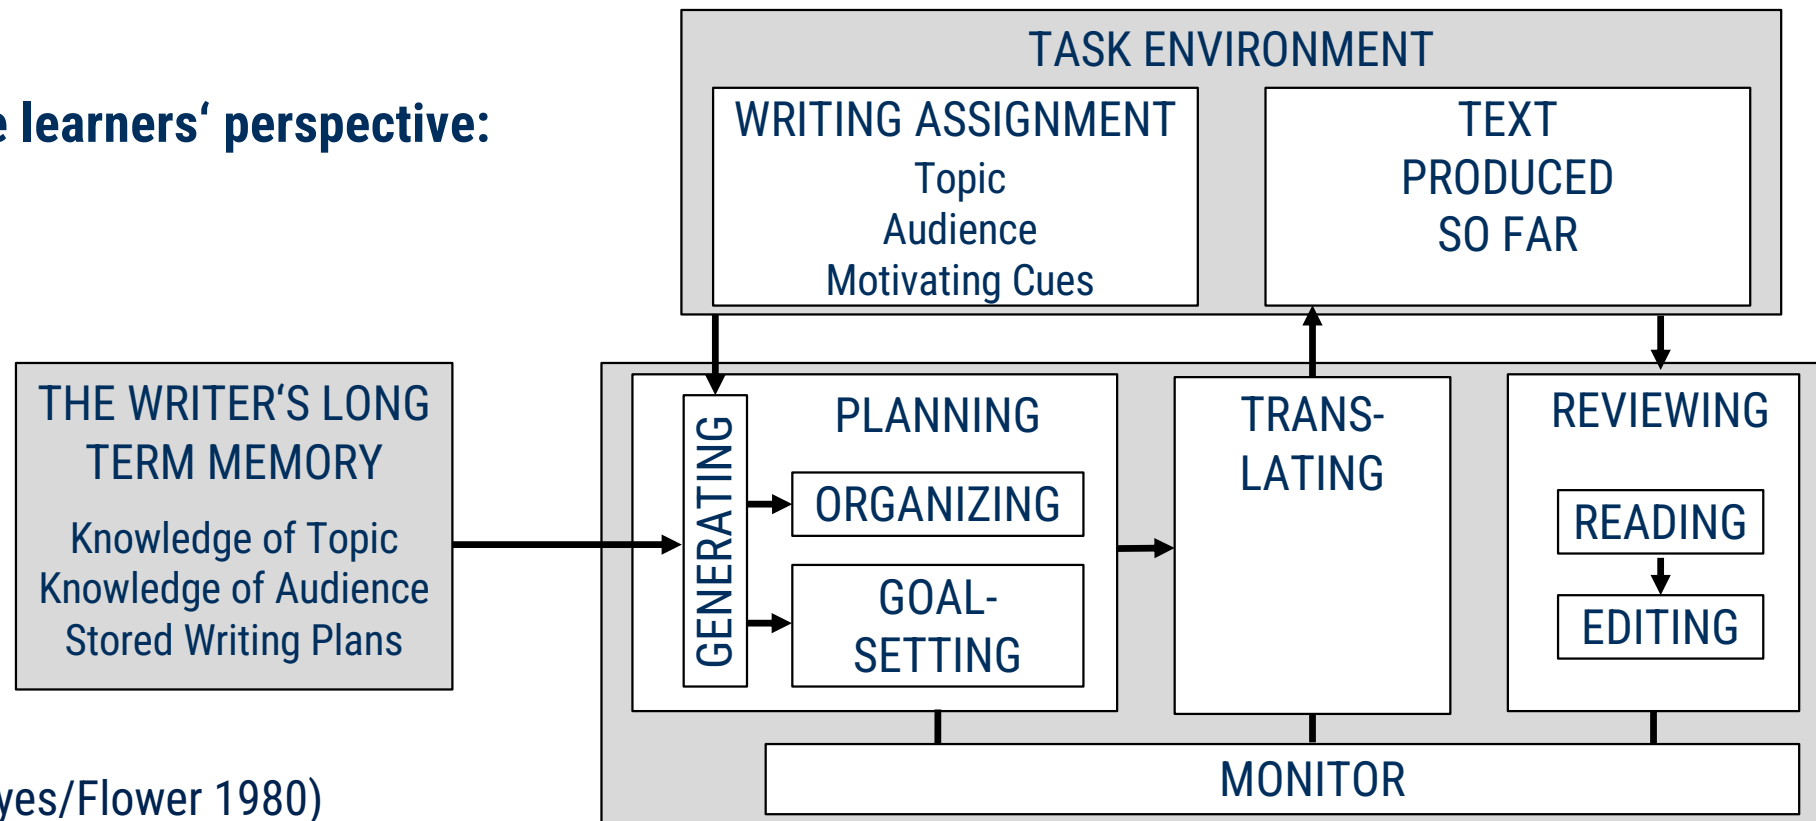 e learners‘ perspective:
TASK ENVIRONMENT
WRITING ASSIGNMENT
Topic
Audience
Motivating Cues
TEXT
PRODUCED
SO FAR
THE WRITER‘S LONG
TERM MEMORY
Knowledge of Topic
Knowledge of Audience
Stored Writing Plans
GENERATING
PLANNING
ORGANIZING
GOAL-
SETTING
TRANS-
LATING
REVIEWING
READING
EDITING
MONITOR
yes/Flower 1980)